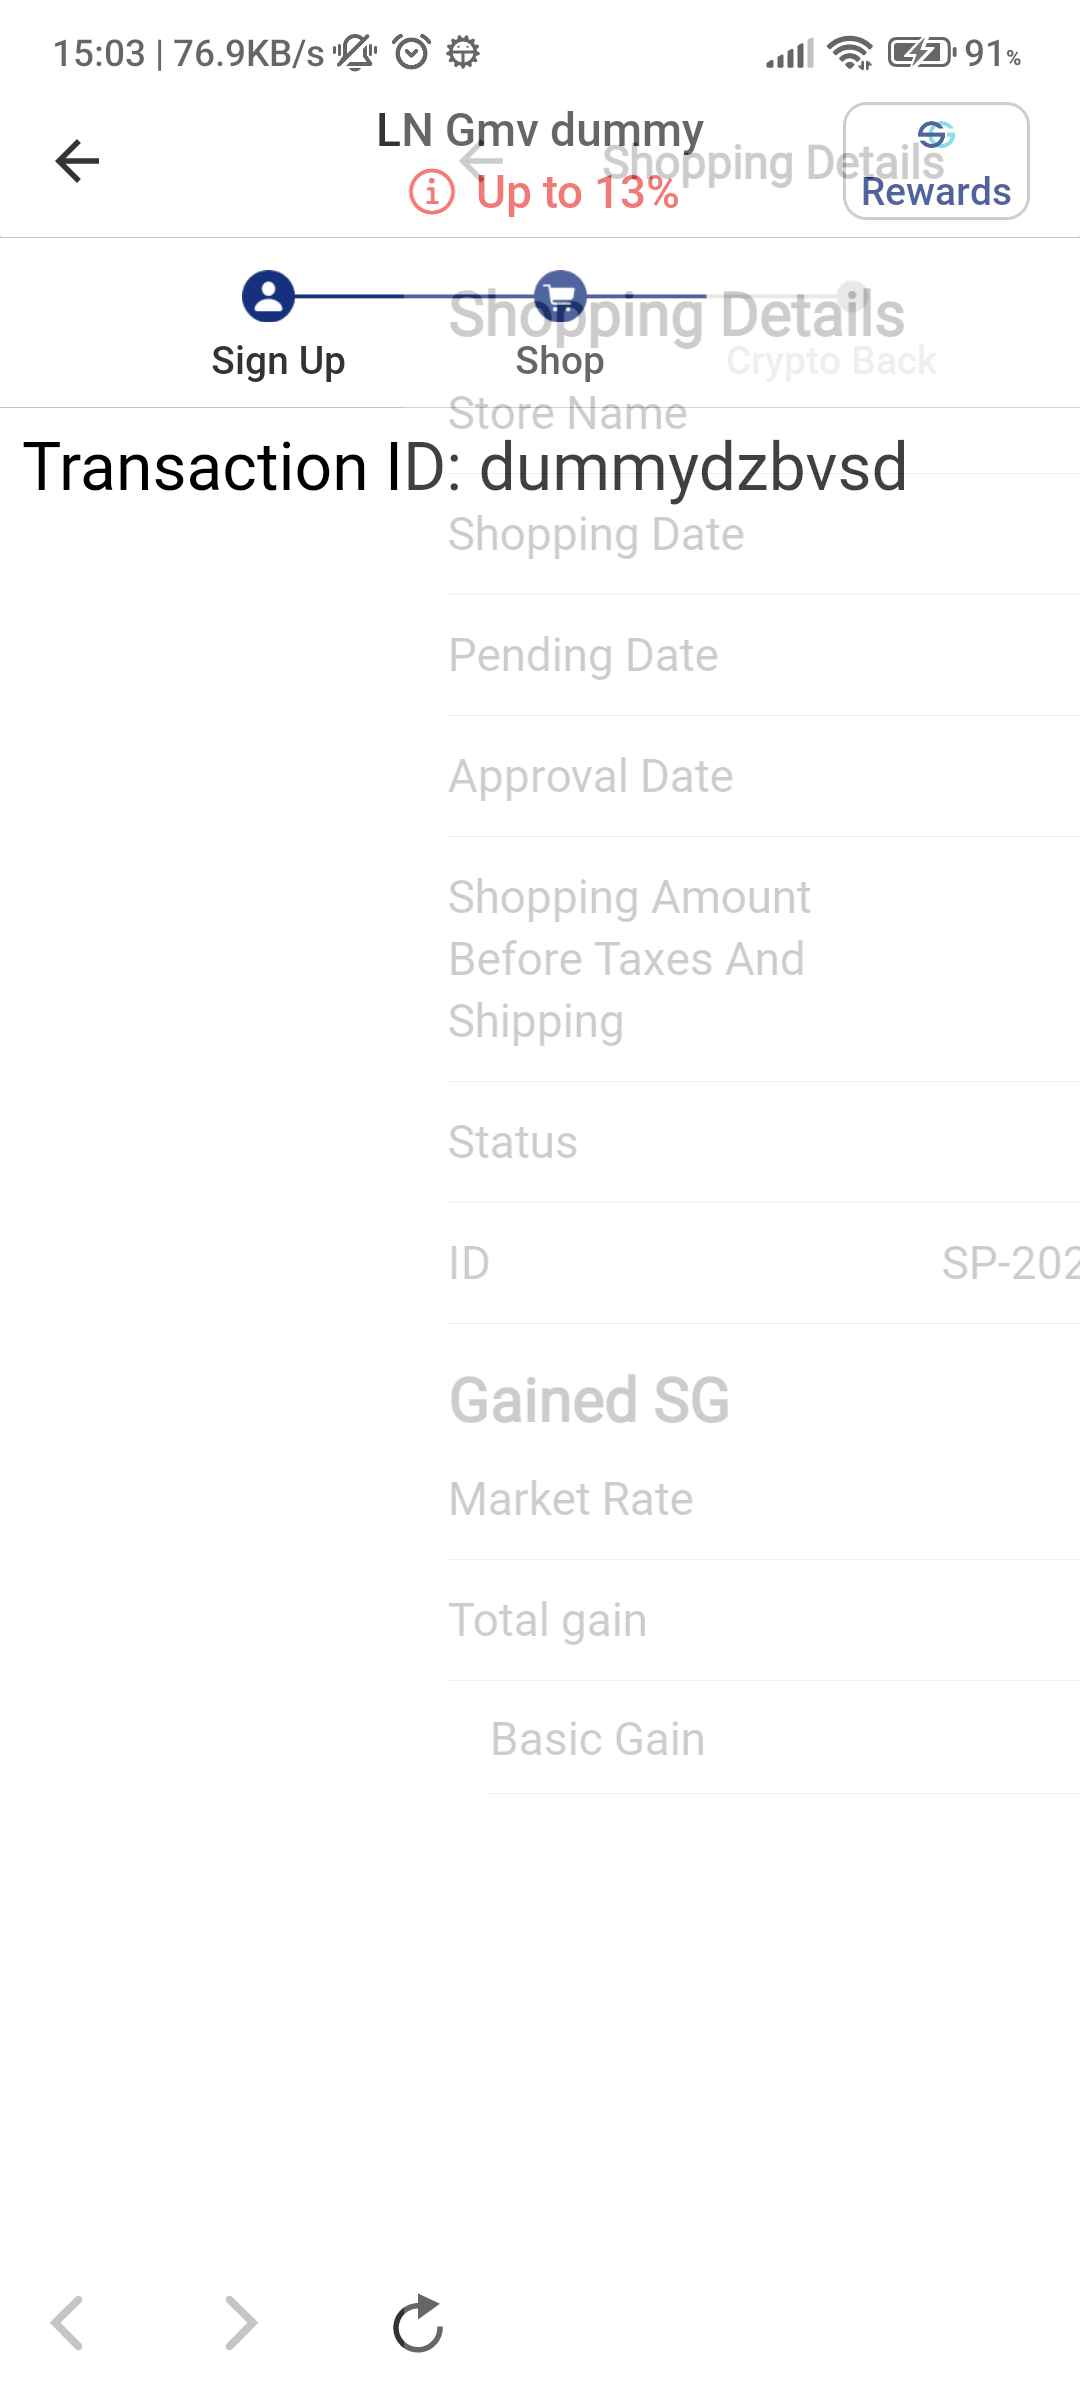 15:03 | 76.9KB/s 91%
LN Gmv dummy
Shopping Details
Up to 13%
Rewards
Shopping Details
Sign Up Shop Crypto Back
Store Name
Transaction ID: dummydzbvsd
Shopping Date
Pending Date
Approval Date
Shopping Amount
Before Taxes And
Shipping
Status
ID SP-202
Gained SG
Market Rate
Total gain
Basic Gain